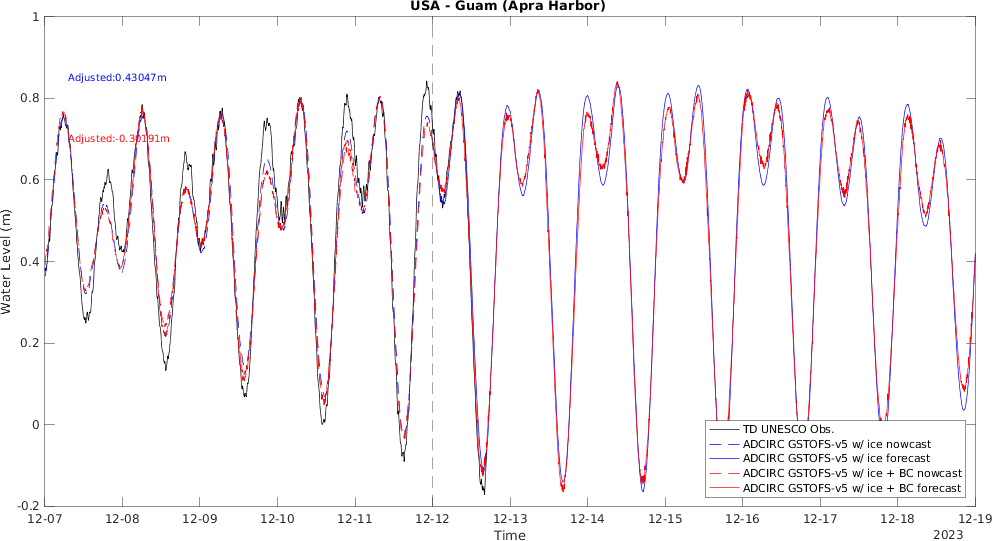 USA - Guam (Apra Harbor)
1
0.8
0.6
0.4
0.2
0
-0.2
Water Level (m)
Adjusted:0.43047m
Adjusted:-0.30191m
TD UNESCO Obs.
ADCIRC GSTOFS-v5 w/ ice nowcast
ADCIRC GSTOFS-v5 w/ ice forecast
ADCIRC GSTOFS-v5 w/ ice + BC nowcast
ADCIRC GSTOFS-v5 w/ ice + BC forecast
12-07 12-08 12-09 12-10 12-11 12-12 12-13 12-14 12-15 12-16 12-17 12-18 12-19
Time
2023